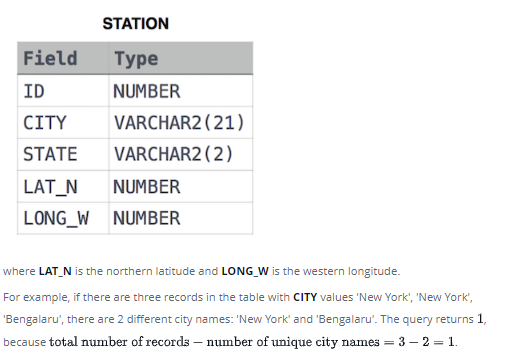 STATION
Field Type
ID NUMBER
CITY VARCHAR2(21)
STATE VARCHAR2(2)
LAT_N NUMBER
LONG_W NUMBER
where LAT_N is the northern latitude and LONG_W is the western longitude.
For example, if there are three records in the table with CITY values 'New York', 'New York',
'Bengalaru', there are 2 different city names: 'New York' and 'Bengalaru'. The query returns 1,
because total number of records − number of unique city names = 3 − 2 = 1.